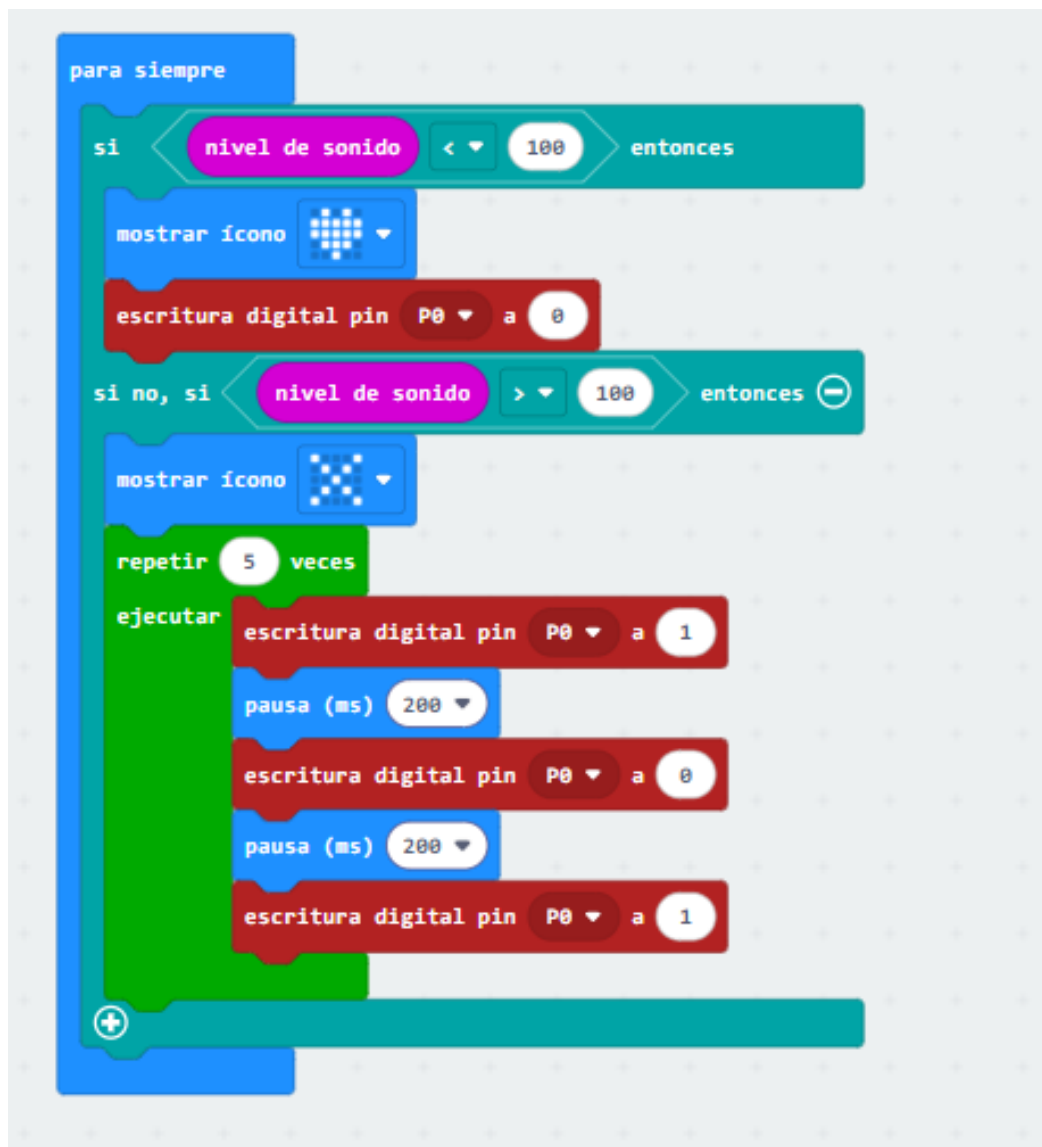 para siempre
si nivel de sonido < 100 entonces
mostrar ícono
escritura digital pin P0 a 0
si no, si nivel de sonido > 100 entonces
mostrar ícono
repetir 5 veces
ejecutar
escritura digital pin P0 a 1
pausa (ms) 200
escritura digital pin P0 a 0
pausa (ms) 200
escritura digital pin P0 a 1